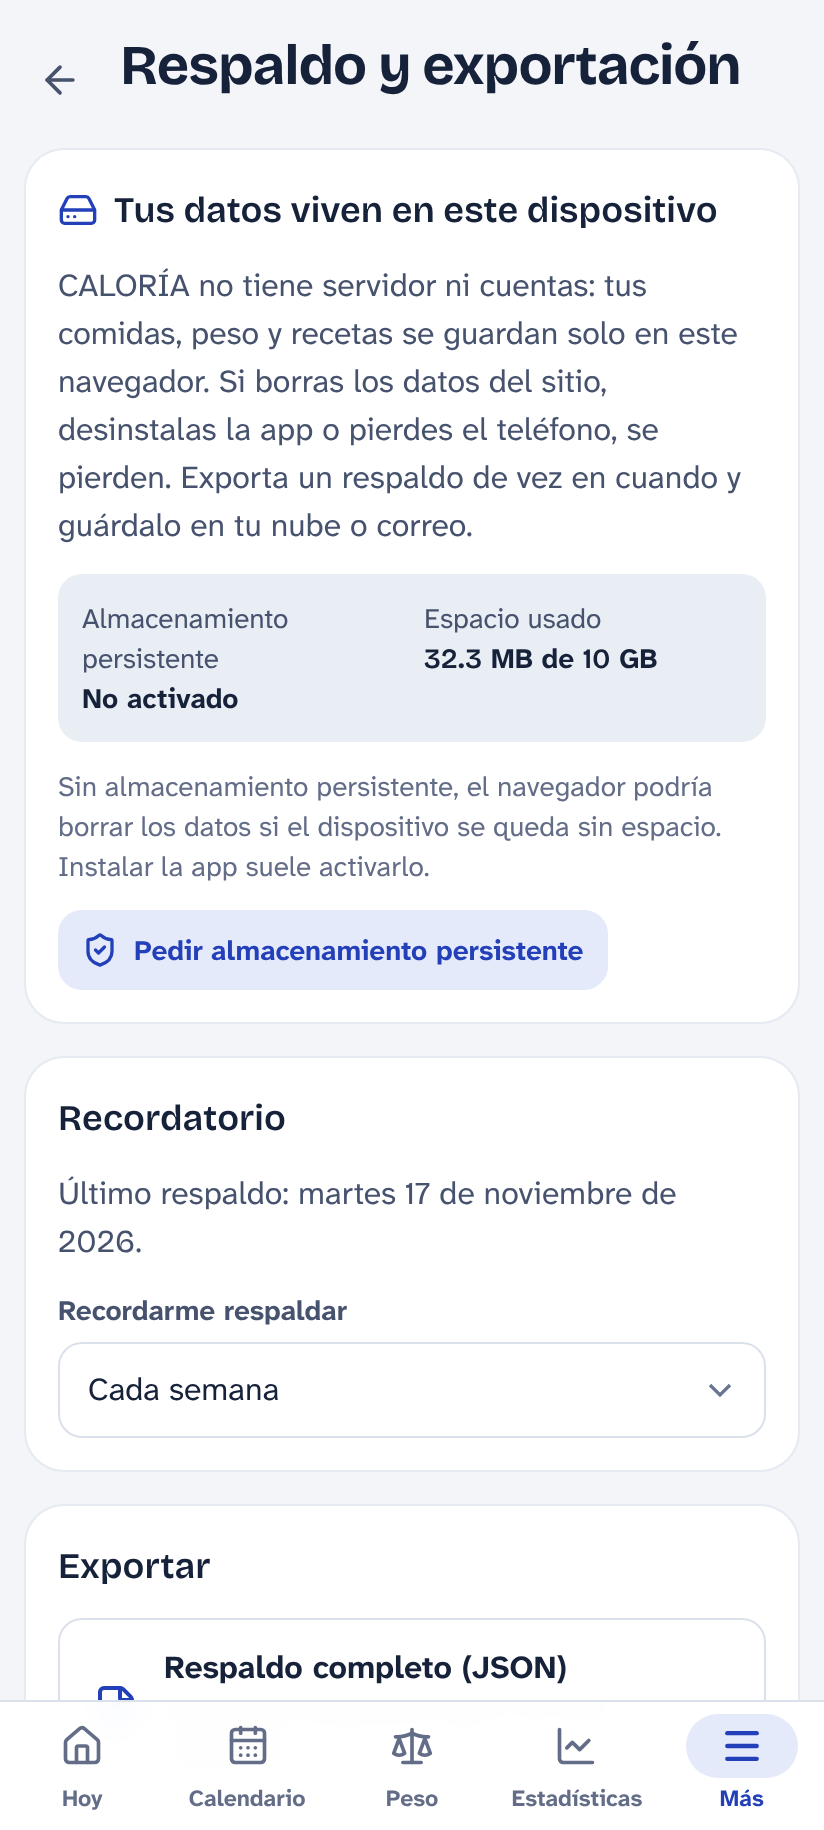 Respaldo y exportación
Tus datos viven en este dispositivo
CALORÍA no tiene servidor ni cuentas: tus
comidas, peso y recetas se guardan solo en este
navegador. Si borras los datos del sitio,
desinstalas la app o pierdes el teléfono, se
pierden. Exporta un respaldo de vez en cuando y
guárdalo en tu nube o correo.
Almacenamiento
persistente
No activado
Espacio usado
32.3 MB de 10 GB
Sin almacenamiento persistente, el navegador podría
borrar los datos si el dispositivo se queda sin espacio.
Instalar la app suele activarlo.
Pedir almacenamiento persistente
Recordatorio
Último respaldo: martes 17 de noviembre de
2026.
Recordarme respaldar
Cada semana
Exportar
Respaldo completo (JSON)
Hoy
Calendario
Peso
Estadísticas
Más